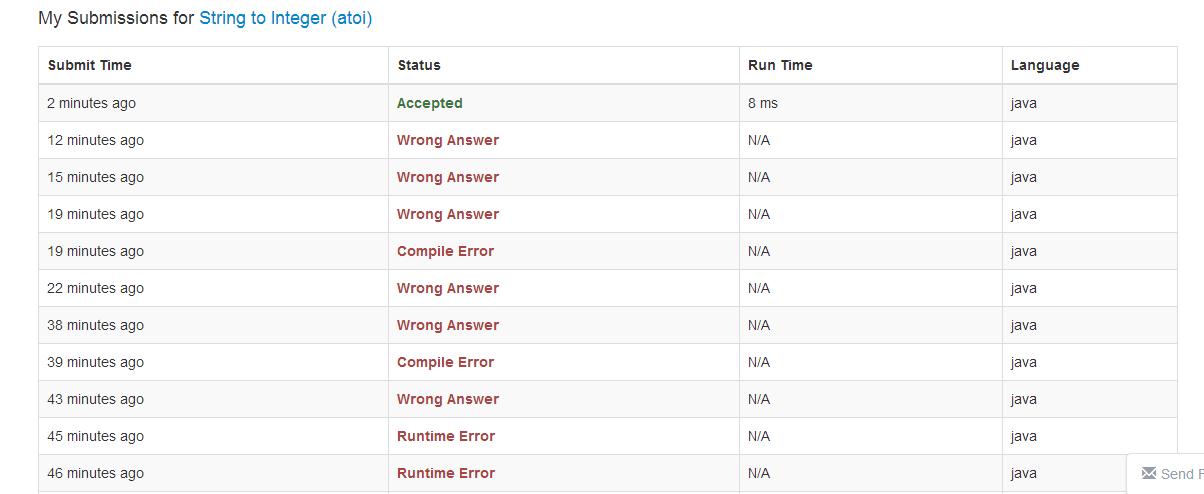 My Submissions for String to Integer (atoi)
Submit Time Status Run Time Language
2 minutes ago Accepted 8 ms java
12 minutes ago Wrong Answer N/A java
15 minutes ago Wrong Answer N/A java
19 minutes ago Wrong Answer N/A java
19 minutes ago Compile Error N/A java
22 minutes ago Wrong Answer N/A java
38 minutes ago Wrong Answer N/A java
39 minutes ago Compile Error N/A java
43 minutes ago Wrong Answer N/A java
45 minutes ago Runtime Error N/A java
46 minutes ago Runtime Error N/A java
Send F